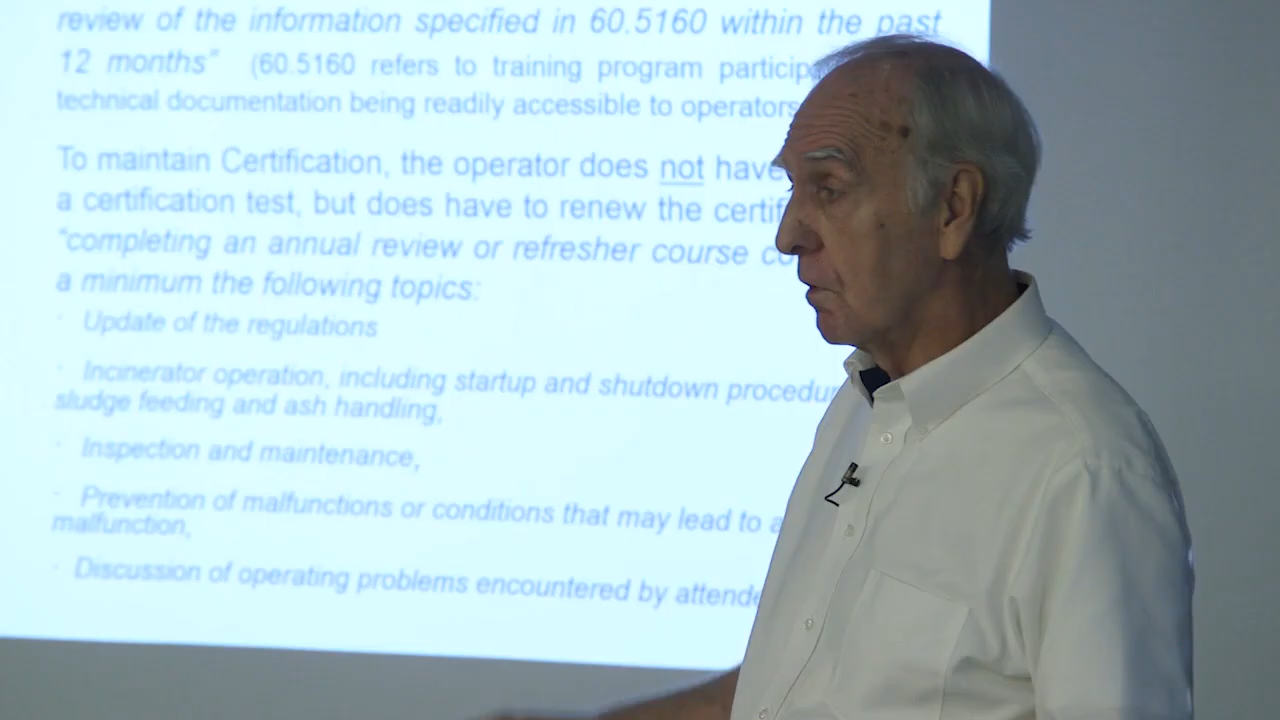 review of the information specified in 60.5160 within the past
12 months” (60.5160 refers to training program
technical documentation being readily accessible to operators
To maintain Certification, the operator does not have
a certification test, but does have to renew the
“completing an annual review or refresher course
a minimum the following topics:
· Update of the regulations
· Incinerator operation, including startup and shutdown
sludge feeding and ash handling,
· Inspection and maintenance,
· Prevention of malfunctions or conditions that may lead to a
malfunction,
· Discussion of operating problems encountered by